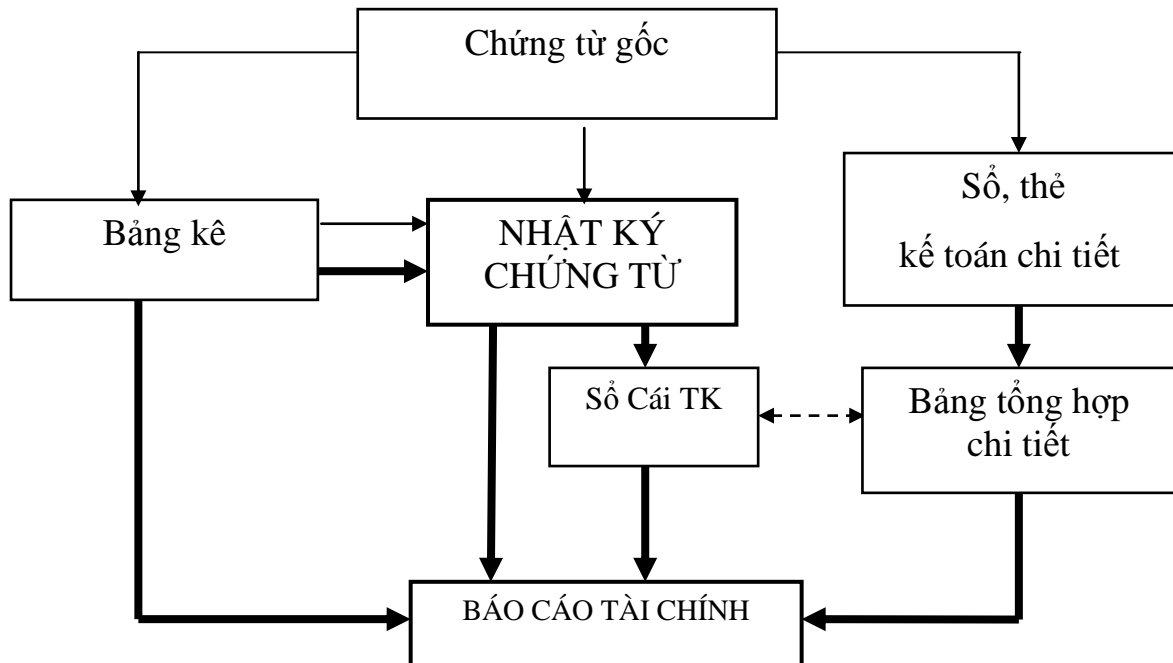 Chứng từ gốc
Bảng kê
NHẬT KÝ
CHỨNG TỪ
Sổ, thẻ
kế toán chi tiết
Sổ Cái TK
Bảng tổng hợp
chi tiết
BÁO CÁO TÀI CHÍNH